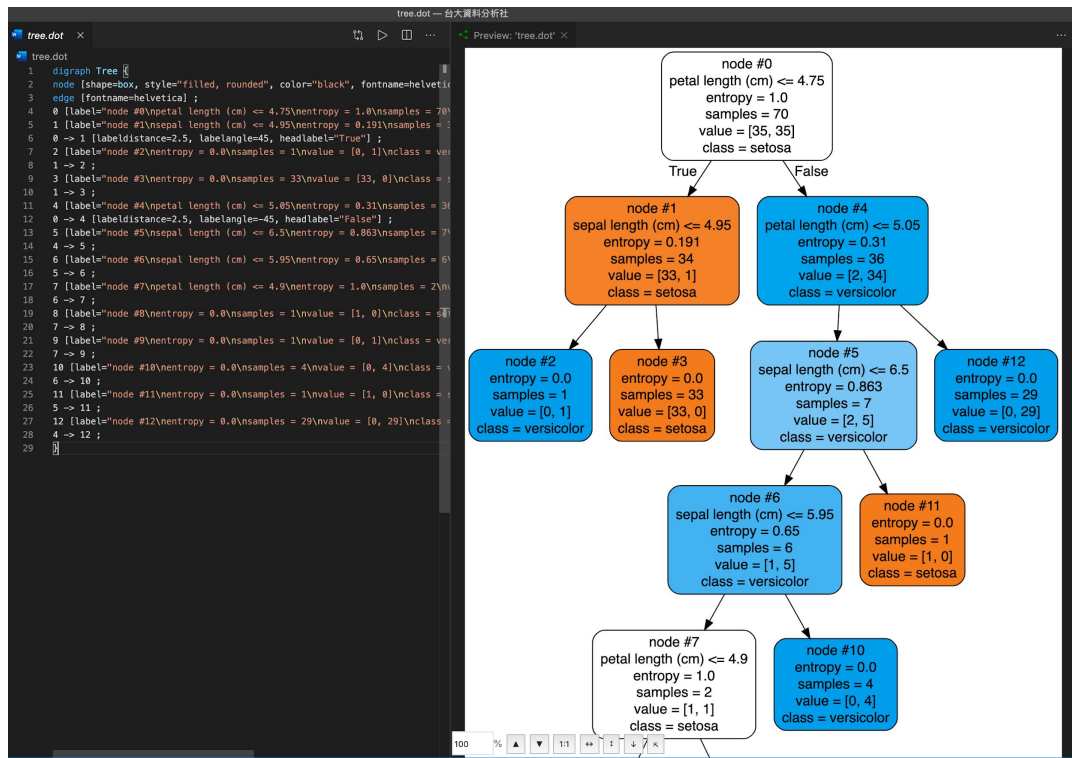 tree.dot — 台大資料分析社
tree.dot
Preview: 'tree.dot'
tree.dot
1 digraph Tree {
2 node [shape=box, style="filled, rounded", color="black", fontname=helvetic
3 edge [fontname=helvetica] ;
4 0 [label="node #0\npetal length (cm) <= 4.75\nentropy = 1.0\nsamples = 70\
5 1 [label="node #1\nsepal length (cm) <= 4.95\nentropy = 0.191\nsamples = 3
6 0 -> 1 [labeldistance=2.5, labelangle=45, headlabel="True"] ;
7 2 [label="node #2\nentropy = 0.0\nsamples = 1\nvalue = [0, 1]\nclass = ver
8 1 -> 2 ;
9 3 [label="node #3\nentropy = 0.0\nsamples = 33\nvalue = [33, 0]\nclass = s
10 1 -> 3 ;
11 4 [label="node #4\npetal length (cm) <= 5.05\nentropy = 0.31\nsamples = 36
12 0 -> 4 [labeldistance=2.5, labelangle=-45, headlabel="False"] ;
13 5 [label="node #5\nsepal length (cm) <= 6.5\nentropy = 0.863\nsamples = 7\
14 4 -> 5 ;
15 6 [label="node #6\nsepal length (cm) <= 5.95\nentropy = 0.65\nsamples = 6\
16 5 -> 6 ;
17 7 [label="node #7\npetal length (cm) <= 4.9\nentropy = 1.0\nsamples = 2\nv
18 6 -> 7 ;
19 8 [label="node #8\nentropy = 0.0\nsamples = 1\nvalue = [1, 0]\nclass = set
20 7 -> 8 ;
21 9 [label="node #9\nentropy = 0.0\nsamples = 1\nvalue = [0, 1]\nclass = ver
22 7 -> 9 ;
23 10 [label="node #10\nentropy = 0.0\nsamples = 4\nvalue = [0, 4]\nclass = v
24 6 -> 10 ;
25 11 [label="node #11\nentropy = 0.0\nsamples = 1\nvalue = [1, 0]\nclass = s
26 5 -> 11 ;
27 12 [label="node #12\nentropy = 0.0\nsamples = 29\nvalue = [0, 29]\nclass =
28 4 -> 12 ;
29 }
node #0
petal length (cm) <= 4.75
entropy = 1.0
samples = 70
value = [35, 35]
class = setosa
True
False
node #1
sepal length (cm) <= 4.95
entropy = 0.191
samples = 34
value = [33, 1]
class = setosa
node #4
petal length (cm) <= 5.05
entropy = 0.31
samples = 36
value = [2, 34]
class = versicolor
node #2
entropy = 0.0
samples = 1
value = [0, 1]
class = versicolor
node #3
entropy = 0.0
samples = 33
value = [33, 0]
class = setosa
node #5
sepal length (cm) <= 6.5
entropy = 0.863
samples = 7
value = [2, 5]
class = versicolor
node #12
entropy = 0.0
samples = 29
value = [0, 29]
class = versicolor
node #6
sepal length (cm) <= 5.95
entropy = 0.65
samples = 6
value = [1, 5]
class = versicolor
node #11
entropy = 0.0
samples = 1
value = [1, 0]
class = setosa
node #7
petal length (cm) <= 4.9
entropy = 1.0
samples = 2
value = [1, 1]
class = setosa
node #10
entropy = 0.0
samples = 4
value = [0, 4]
class = versicolor
100 % 1:1